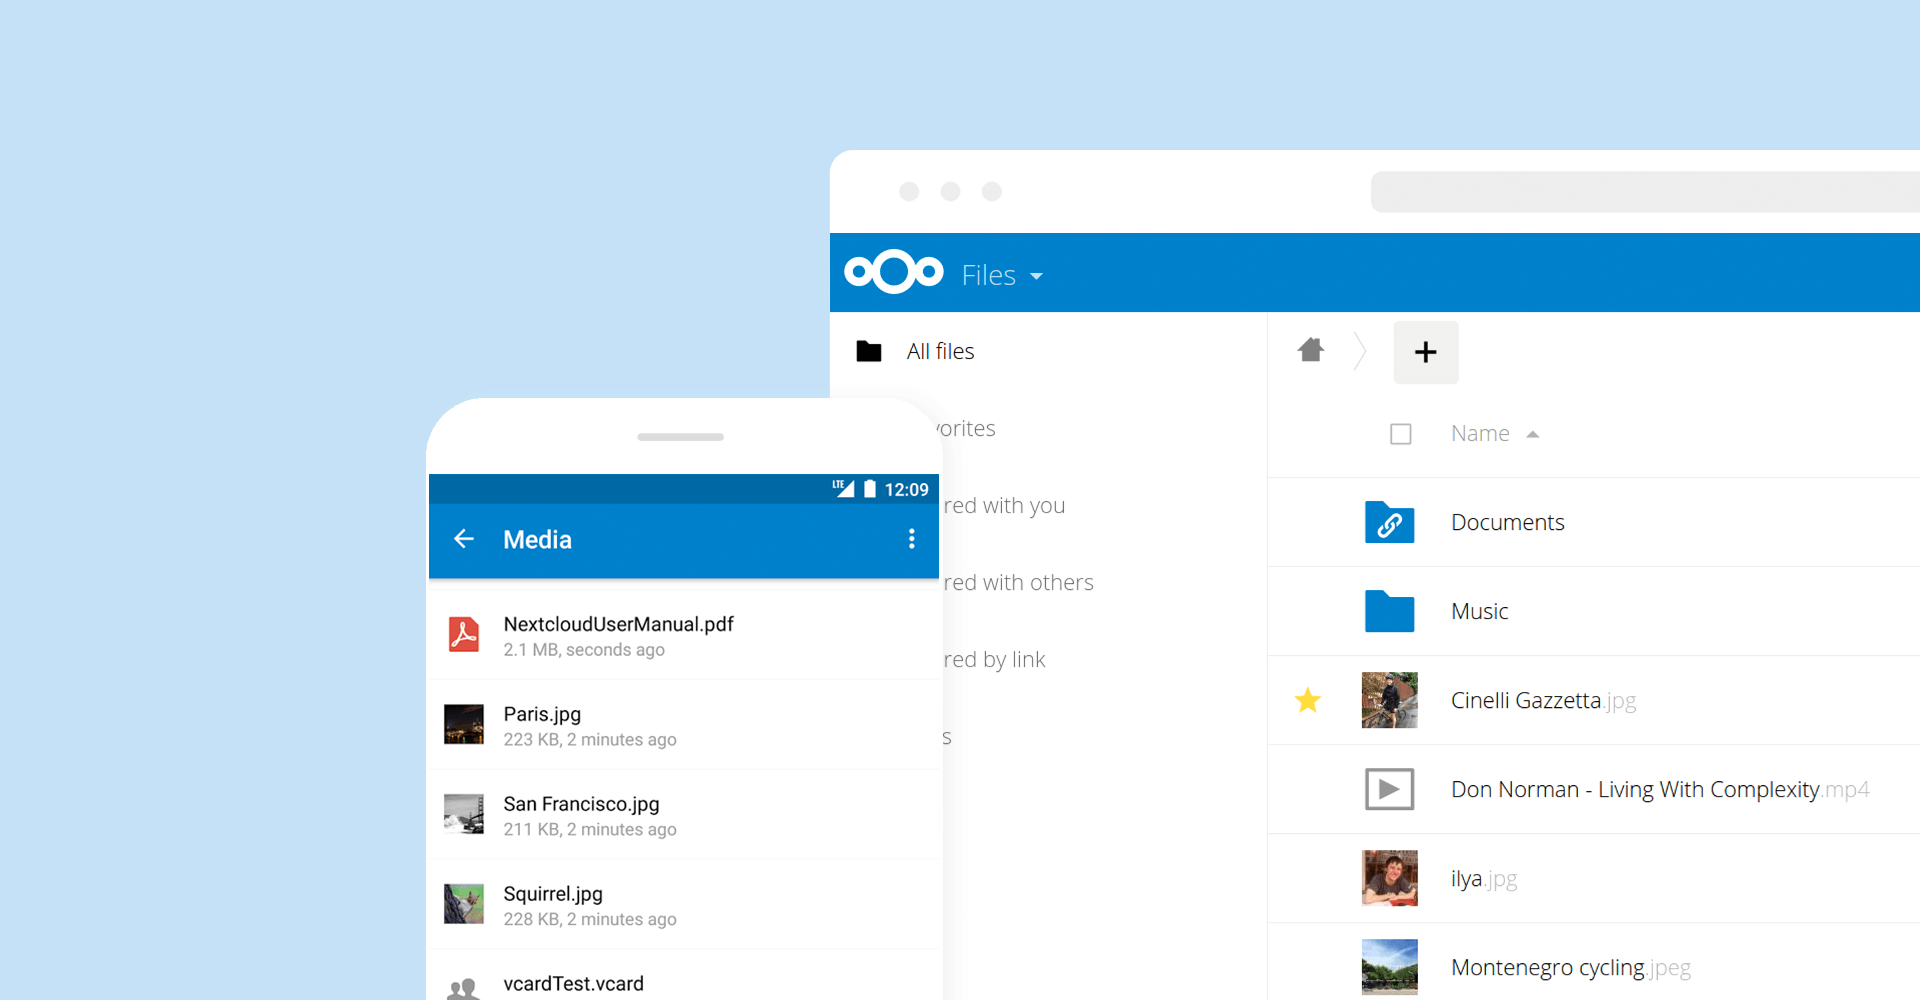 Files
All files
vorites
red with you
red with others
red by link
s
Name
Documents
Music
Cinelli Gazzetta.jpg
Don Norman - Living With Complexity.mp4
ilya.jpg
Montenegro cycling.jpeg
LTE 12:09
Media
NextcloudUserManual.pdf
2.1 MB, seconds ago
Paris.jpg
223 KB, 2 minutes ago
San Francisco.jpg
211 KB, 2 minutes ago
Squirrel.jpg
228 KB, 2 minutes ago
vcardTest.vcard